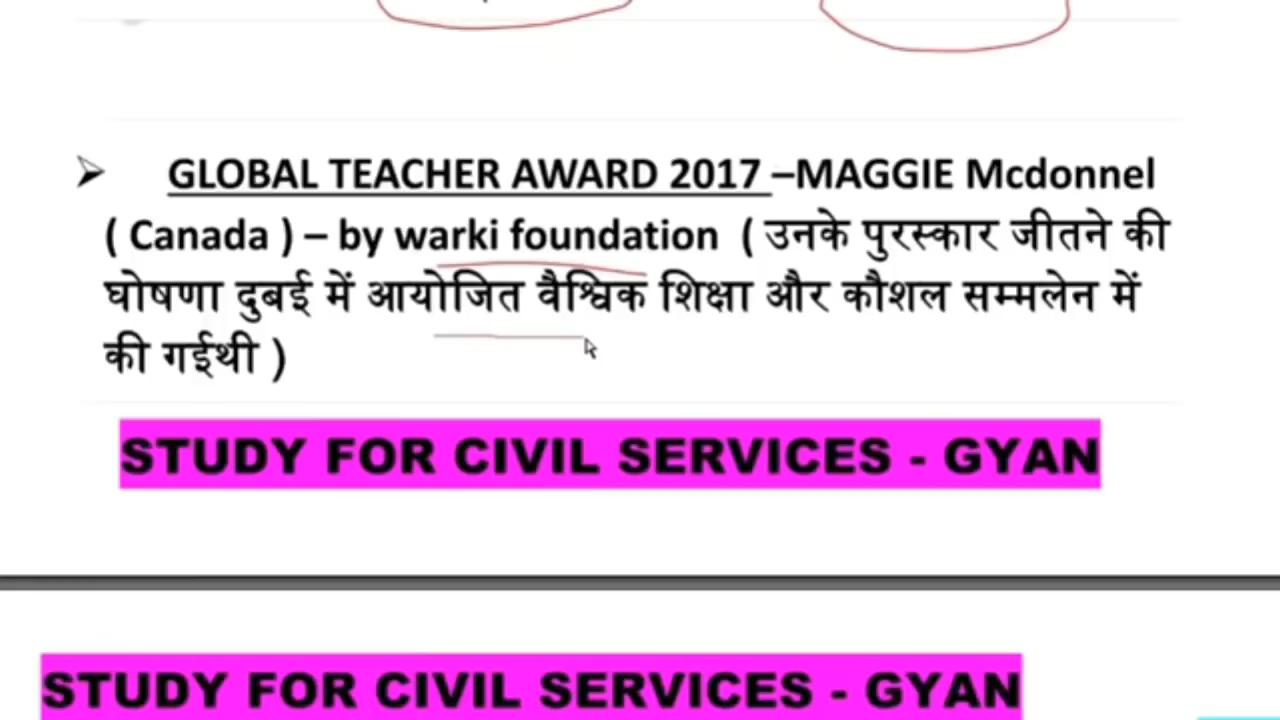 ➢ GLOBAL TEACHER AWARD 2017 –MAGGIE Mcdonnel
( Canada ) – by warki foundation ( उनके पुरस्कार जीतने की
घोषणा दुबई में आयोजित वैश्विक शिक्षा और कौशल सम्मलेन में
की गईथी )
STUDY FOR CIVIL SERVICES - GYAN
STUDY FOR CIVIL SERVICES - GYAN